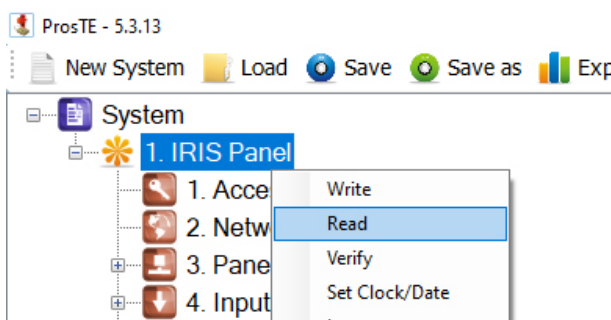 ProsTE - 5.3.13
New System Load Save Save as Exp
System
1. IRIS Panel
1. Acce
Write
2. Netw
Read
3. Pane
Verify
4. Input
Set Clock/Date